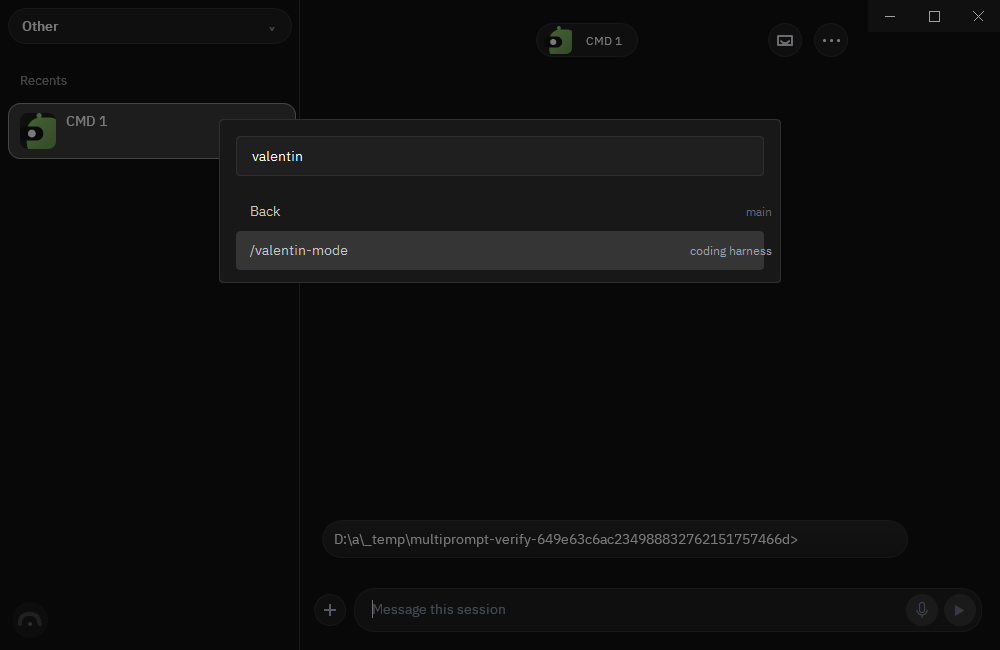 Other
Recents
CMD 1
CMD 1
valentin
Back main
/valentin-mode coding harness
D:\a\_temp\multiprompt-verify-649e63c6ac234988832762151757466d>
Message this session